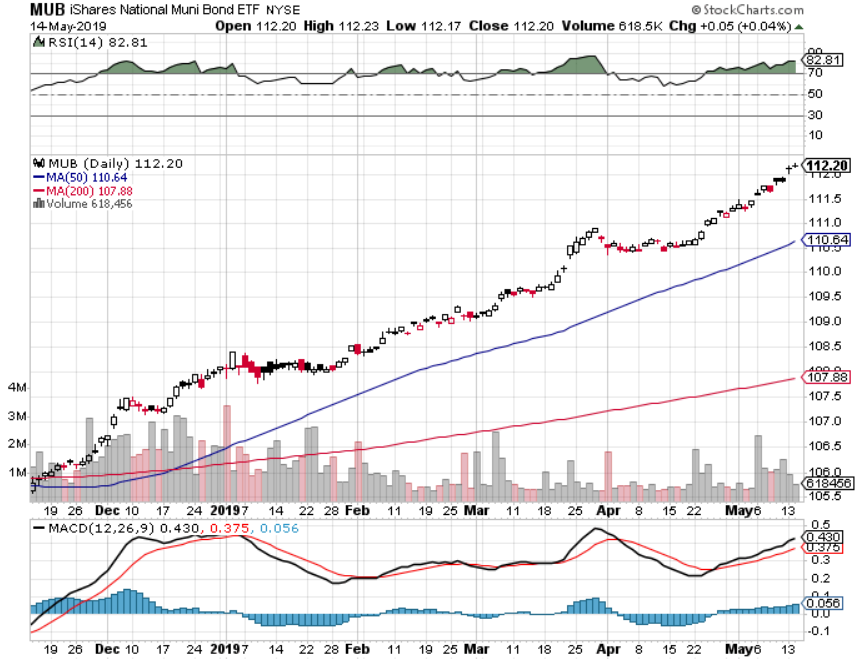 MUB iShares National Muni Bond ETF NYSE © StockCharts.com
14-May-2019 Open 112.20 High 112.23 Low 112.17 Close 112.20 Volume 618.5K Chg +0.05 (+0.04%)
RSI(14) 82.81
90
82.81
70
50
30
10
MUB (Daily) 112.20
MA(50) 110.64
MA(200) 107.88
Volume 618,456
112.20
112.0
111.5
111.0
110.64
110.5
110.0
109.5
109.0
108.5
108.0
107.88
107.5
107.0
106.5
106.0
618456
105.5
4M
3M
2M
1M
19 26 Dec 10 17 24 2019 7 14 22 28 Feb 11 19 25 Mar 11 18 25 Apr 8 15 22 May 6 13
MACD(12,26,9) 0.430, 0.375, 0.056
0.5
0.430
0.375
0.3
0.2
0.1
0.056
0.0
-0.1
19 26 Dec 10 17 24 2019 7 14 22 28 Feb 11 19 25 Mar 11 18 25 Apr 8 15 22 May 6 13